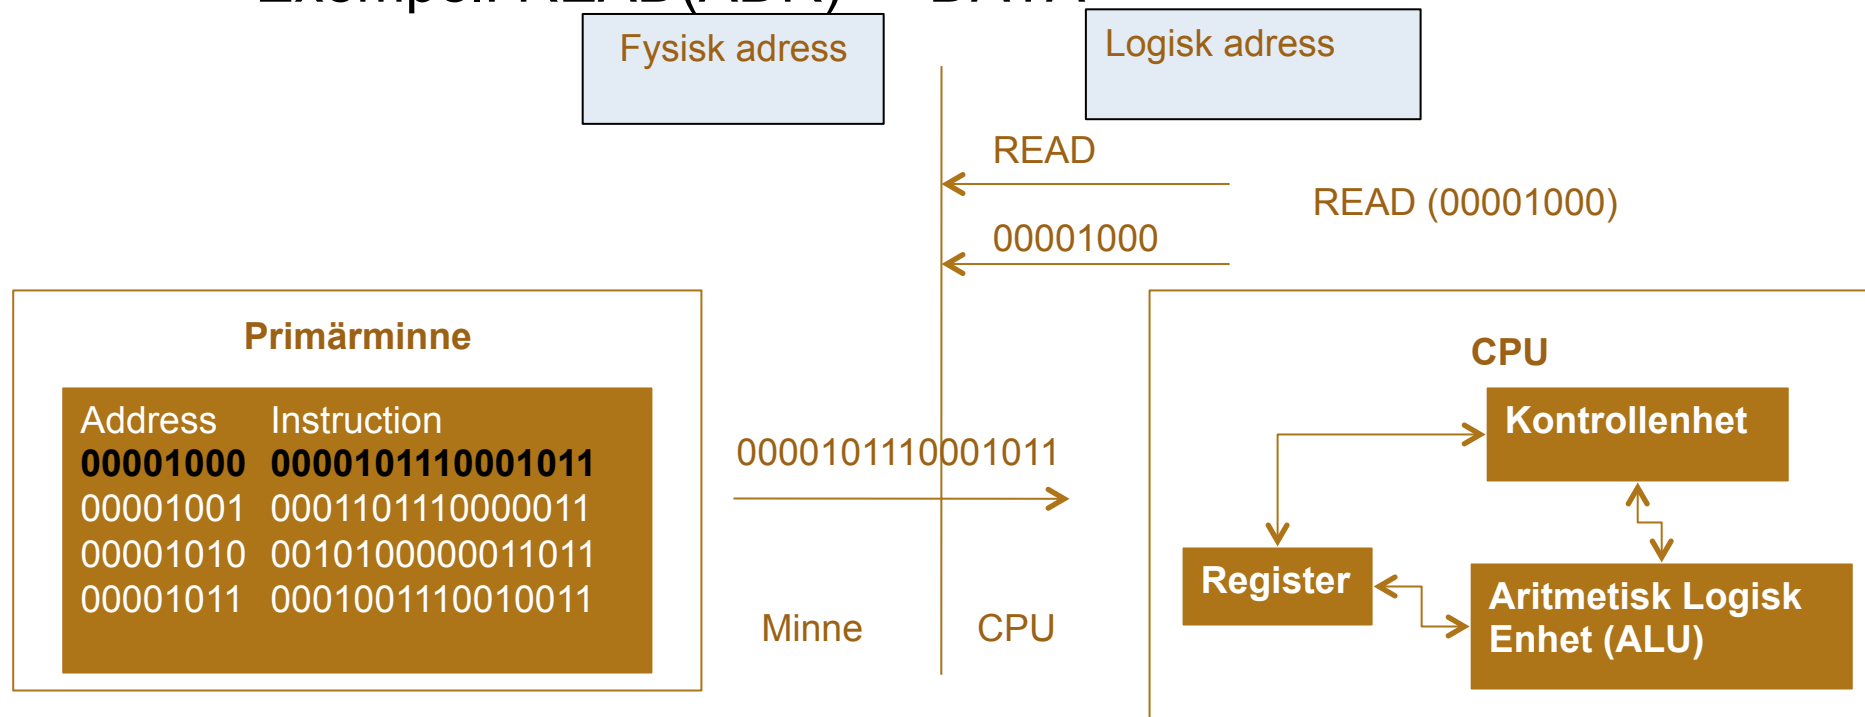 Fysisk adress
Logisk adress
READ
READ (00001000)
00001000
Primärminne
CPU
Address Instruction
00001000 0000101110001011
00001001 0001101110000011
00001010 0010100000011011
00001011 0001001110010011
0000101110001011
Minne
CPU
Kontrollenhet
Register
Aritmetisk Logisk
Enhet (ALU)